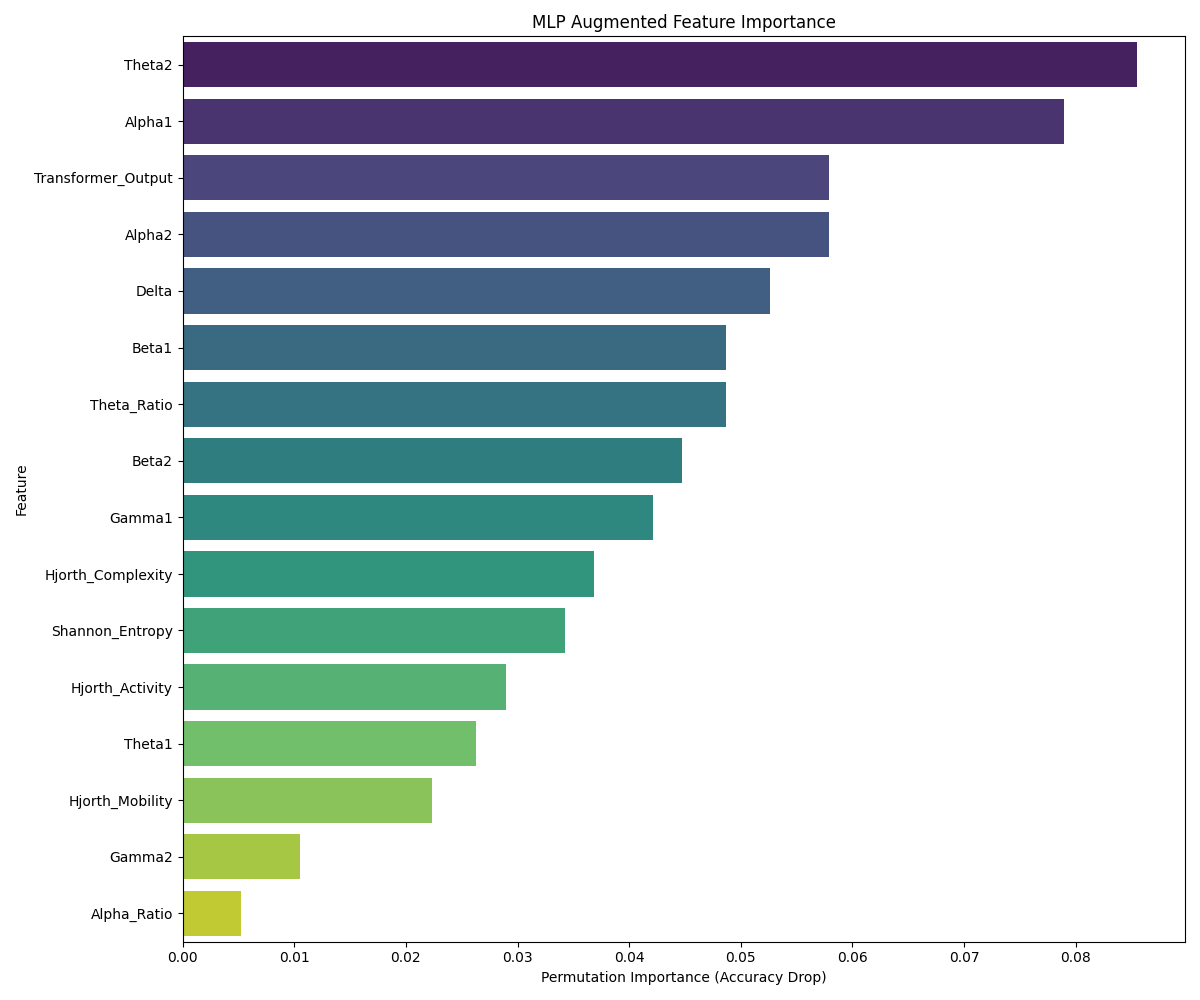 MLP Augmented Feature Importance
Theta2
Alpha1
Transformer_Output
Alpha2
Delta
Beta1
Theta_Ratio
Beta2
Gamma1
Hjorth_Complexity
Shannon_Entropy
Hjorth_Activity
Theta1
Hjorth_Mobility
Gamma2
Alpha_Ratio
Feature
0.00 0.01 0.02 0.03 0.04 0.05 0.06 0.07 0.08
Permutation Importance (Accuracy Drop)